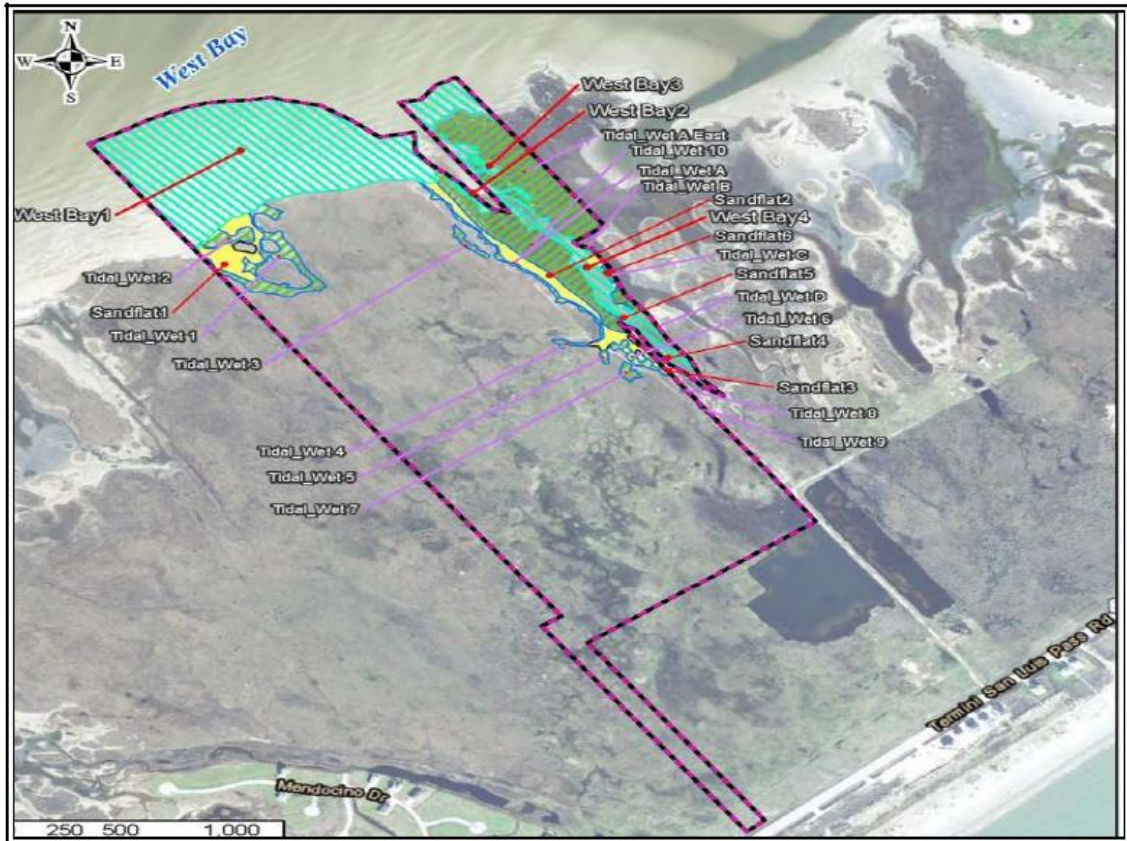 N
W E
S
West Bay
West Bay3
West Bay2
Tidal_Wet A East
Tidal_Wet 10
Tidal_Wet A
Tidal_Wet B
Sandflat2
West Bay4
Sandflat6
Tidal_Wet C
Sandflat5
Tidal_Wet D
Tidal_Wet 6
Sandflat4
Sandflat3
Tidal_Wet 8
Tidal_Wet 9
West Bay1
Tidal_Wet 2
Sandflat1
Tidal_Wet 1
Tidal_Wet 3
Tidal_Wet 4
Tidal_Wet 5
Tidal_Wet 7
Termini San Luis Pass Rd
Mendocino Dr
250 500 1.000